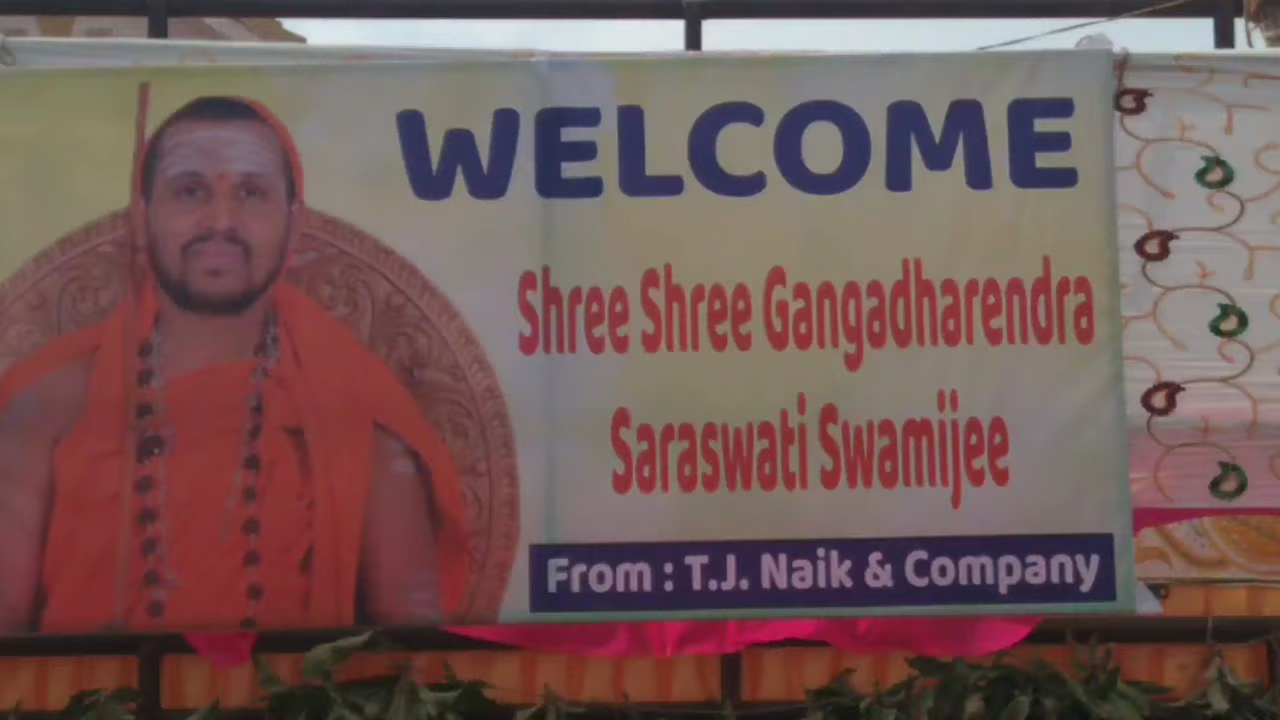 WELCOME
Shree Shree Gangadharendra
Saraswati Swamijee
From : T.J. Naik & Company